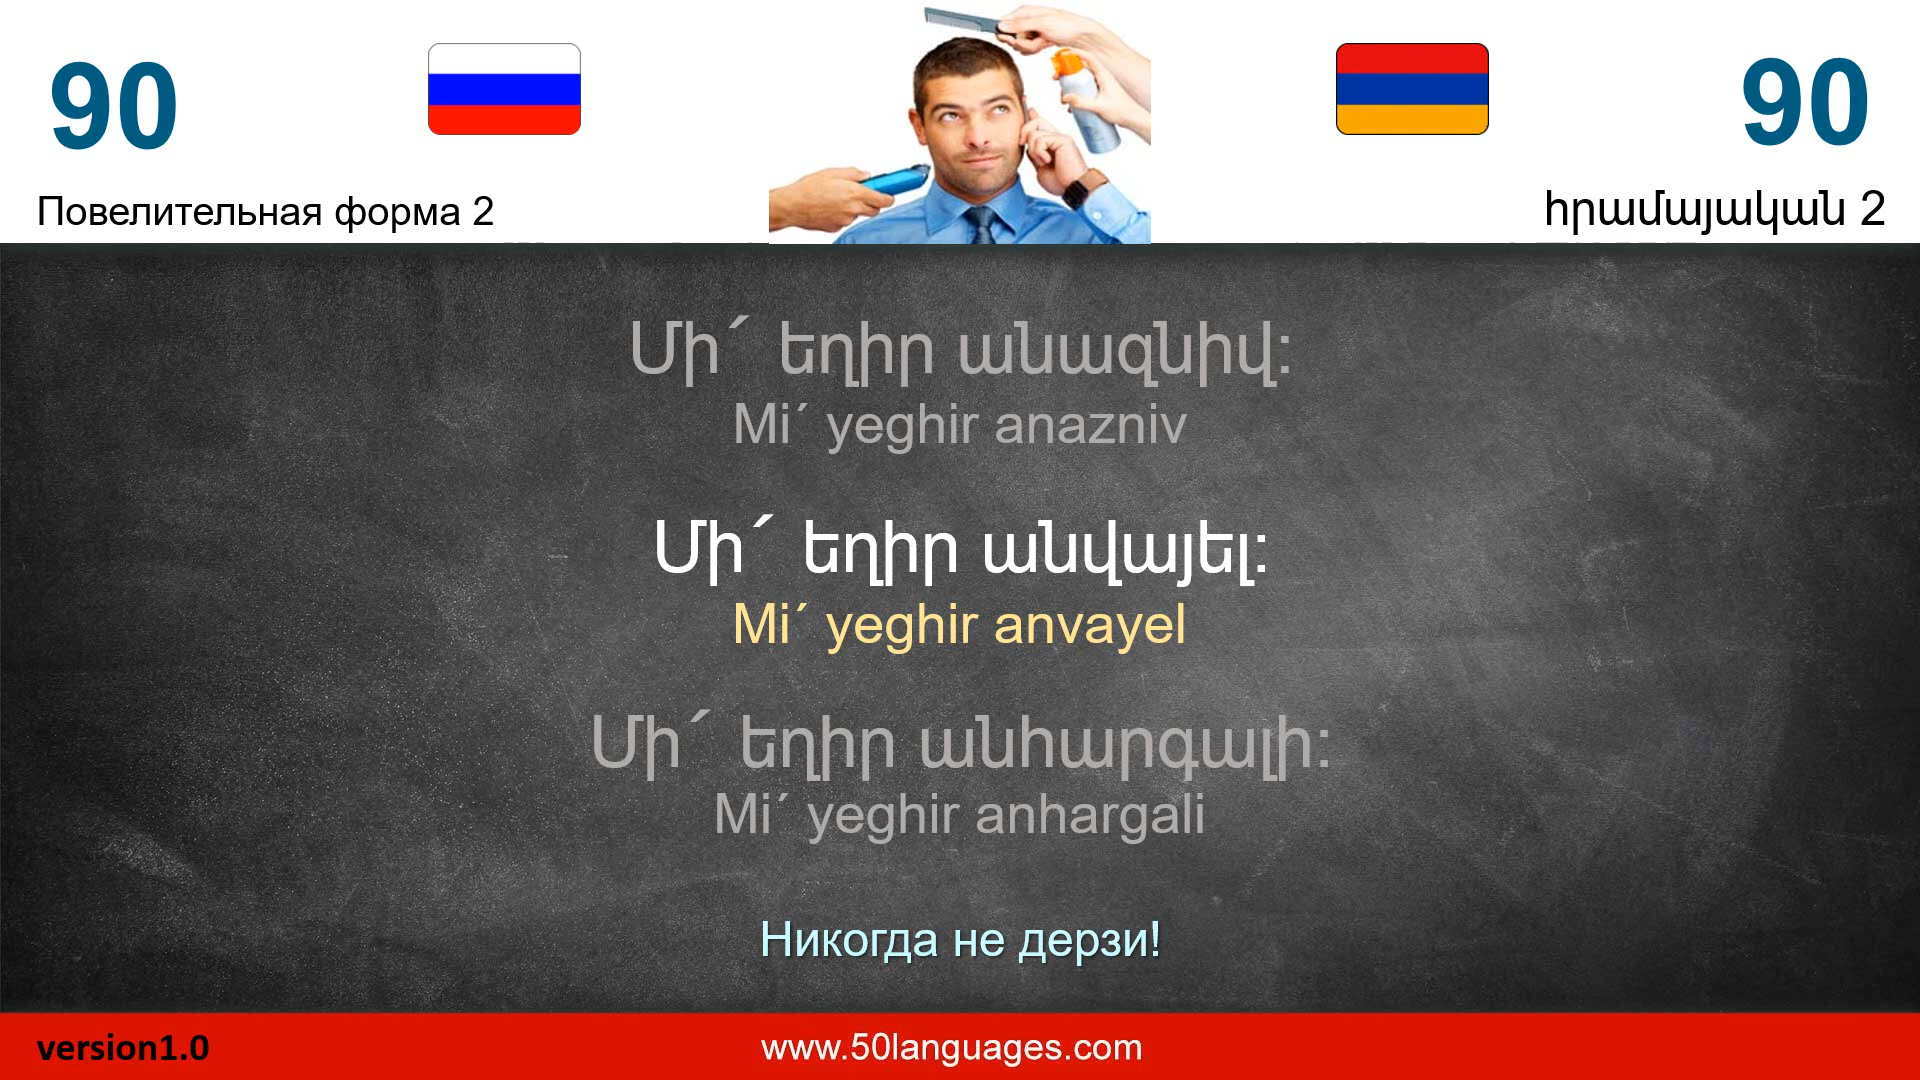 90
90
Повелительная форма 2
հրամայական 2
Մի՛ եղիր անազնիվ:
Mi՛ yeghir anazniv
Մի՛ եղիր անվայել:
Mi՛ yeghir anvayel
Մի՛ եղիր անհարգալի:
Mi՛ yeghir anhargali
Никогда не дерзи!
version1.0
www.50languages.com